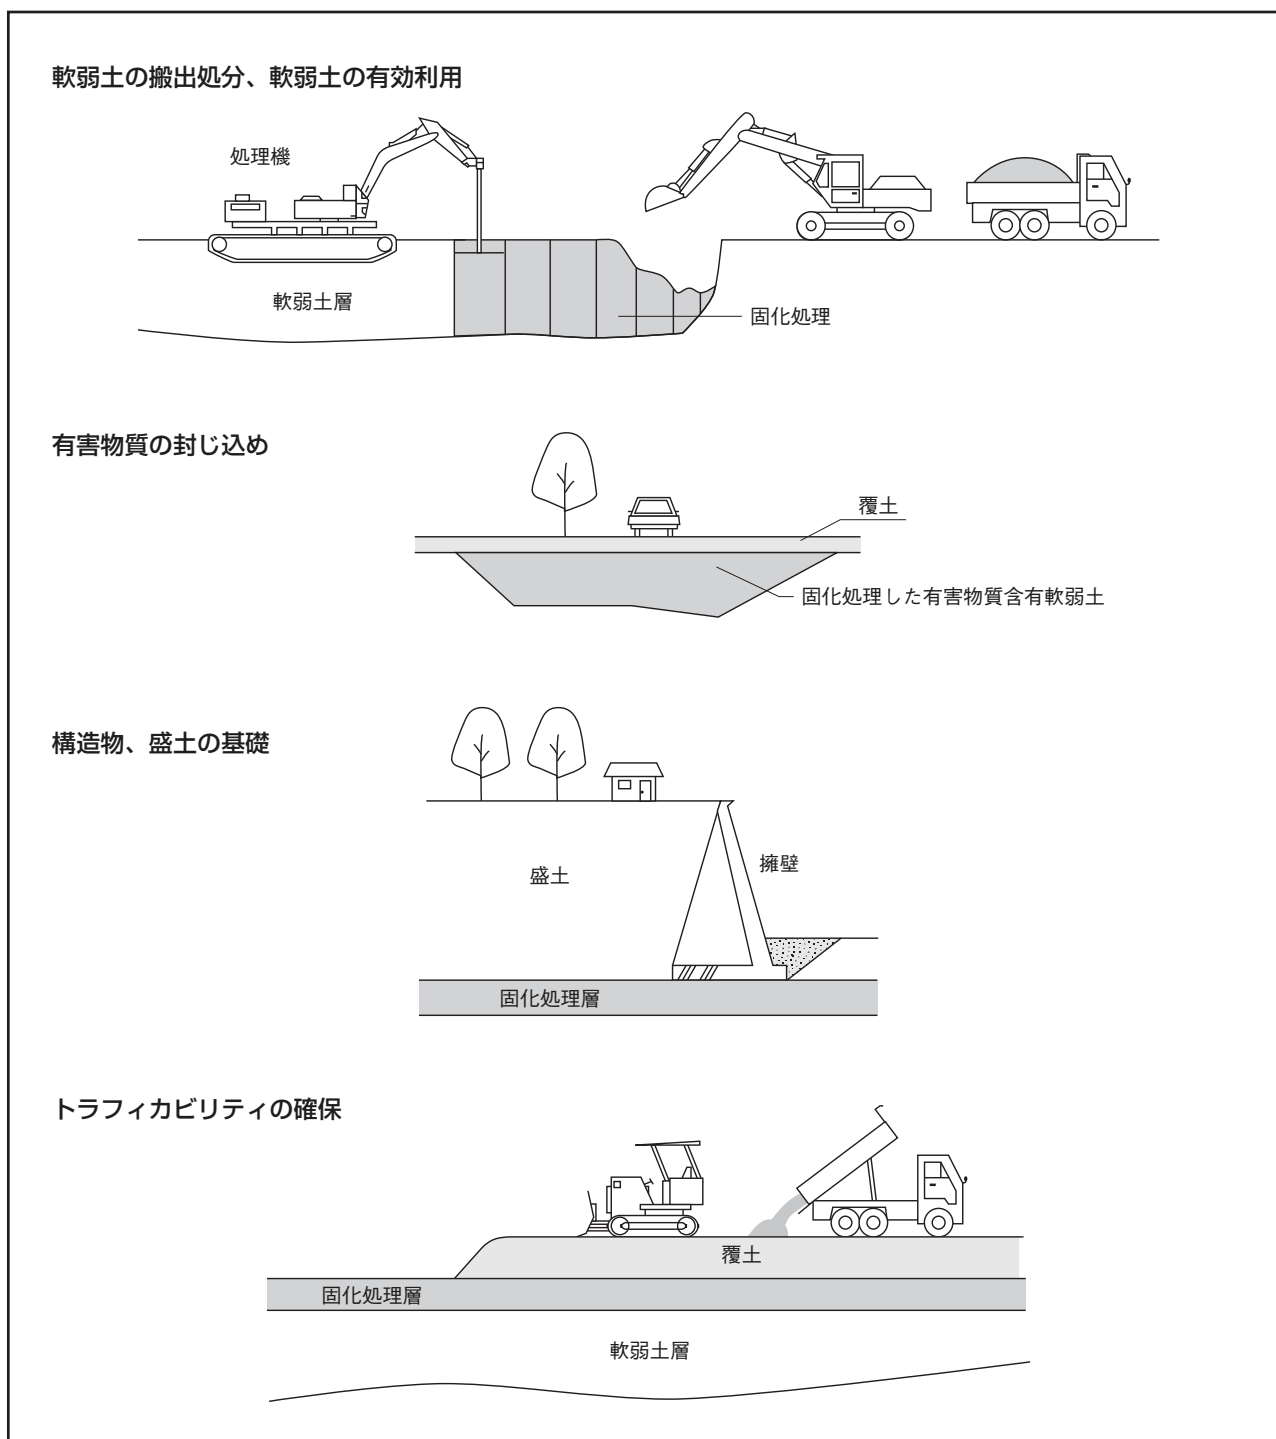 軟弱土の搬出処分、軟弱土の有効利用
処理機
軟弱土層
固化処理
有害物質の封じ込め
覆土
固化処理した有害物質含有軟弱土
構造物、盛土の基礎
盛土
擁壁
固化処理層
トラフィカビリティの確保
覆土
固化処理層
軟弱土層